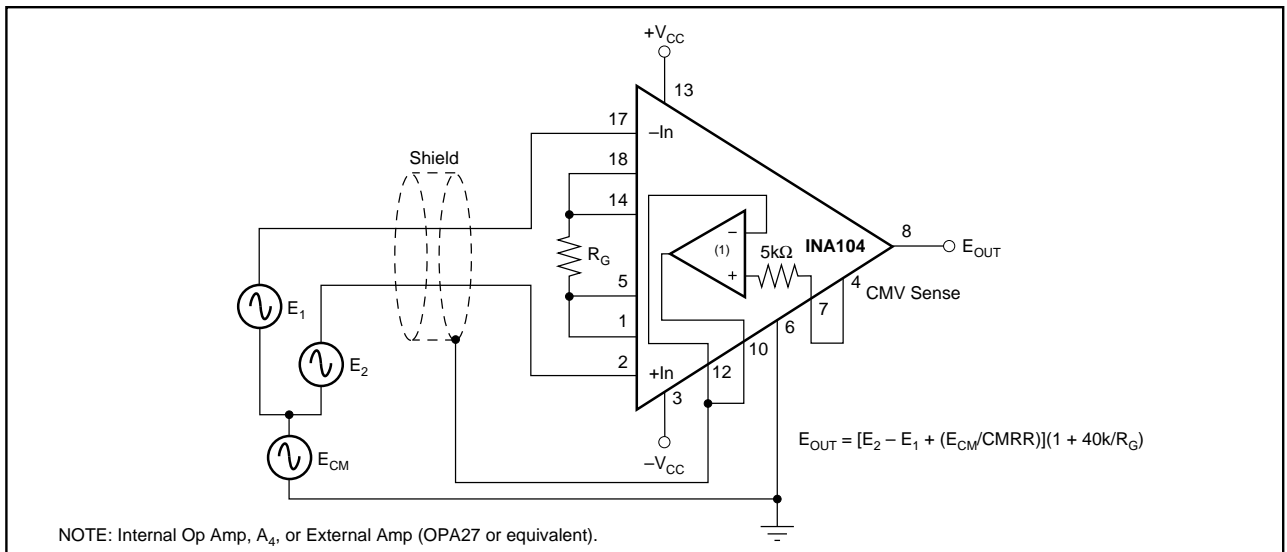 +V_CC
13
17
–In
Shield
18
14
–
(1)
+
5kΩ
INA104
8
E_OUT
R_G
4
CMV Sense
5
7
E_1
6
1
10
E_2
2
+In
12
3
E_OUT = [E_2 – E_1 + (E_CM/CMRR)](1 + 40k/R_G)
E_CM
–V_CC
NOTE: Internal Op Amp, A_4, or External Amp (OPA27 or equivalent).